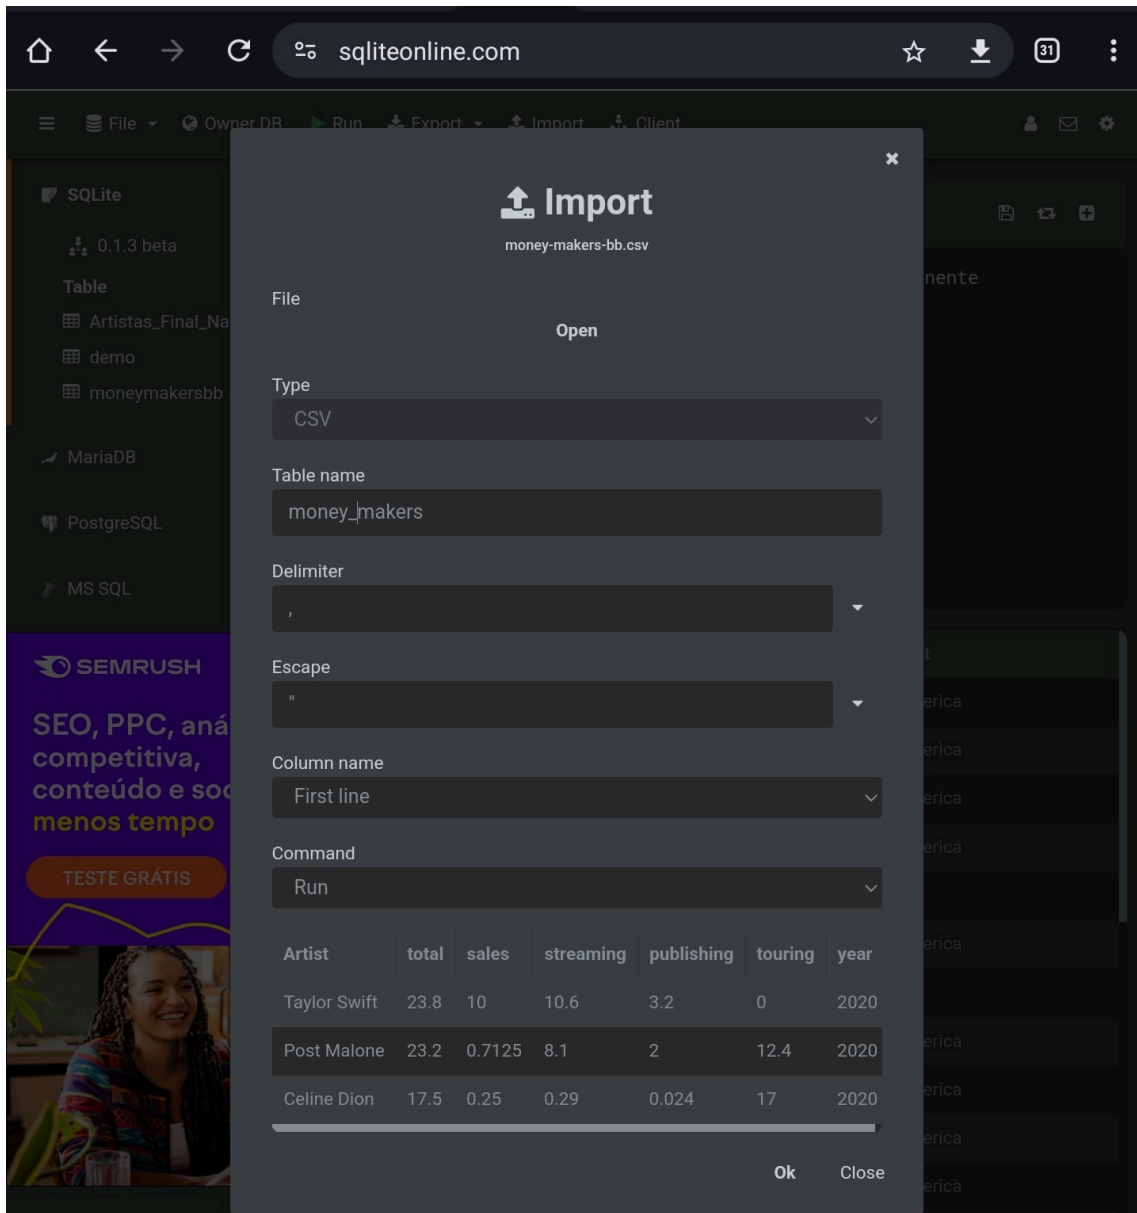 31
sqliteonline.com
File Owner DB Run Export Import Client
Import
money-makers-bb.csv
SQLite
0.1.3 beta
Table
Artistas_Final_Na
demo
moneymakersbb
MariaDB
PostgreSQL
MS SQL
nente
File
Open
Type
CSV
Table name
money_makers
Delimiter
,
Escape
"
Column name
First line
Command
Run
Artist total sales streaming publishing touring year
Taylor Swift 23.8 10 10.6 3.2 0 2020
Post Malone 23.2 0.7125 8.1 2 12.4 2020
Celine Dion 17.5 0.25 0.29 0.024 17 2020
Ok Close
SEMRUSH
SEO, PPC, aná
competitiva,
conteúdo e soc
menos tempo
TESTE GRÁTIS
t
erica
erica
erica
erica
erica
erica
erica
erica
erica